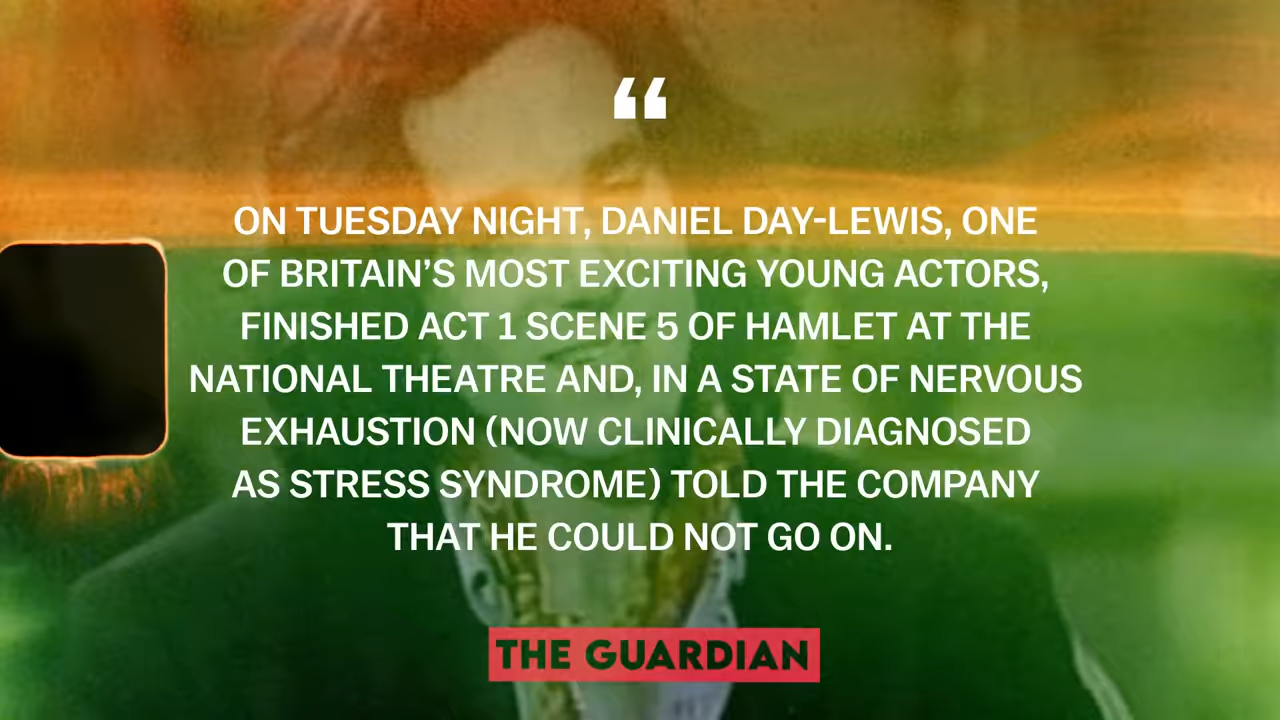 “
ON TUESDAY NIGHT, DANIEL DAY-LEWIS, ONE
OF BRITAIN’S MOST EXCITING YOUNG ACTORS,
FINISHED ACT 1 SCENE 5 OF HAMLET AT THE
NATIONAL THEATRE AND, IN A STATE OF NERVOUS
EXHAUSTION (NOW CLINICALLY DIAGNOSED
AS STRESS SYNDROME) TOLD THE COMPANY
THAT HE COULD NOT GO ON.
THE GUARDIAN